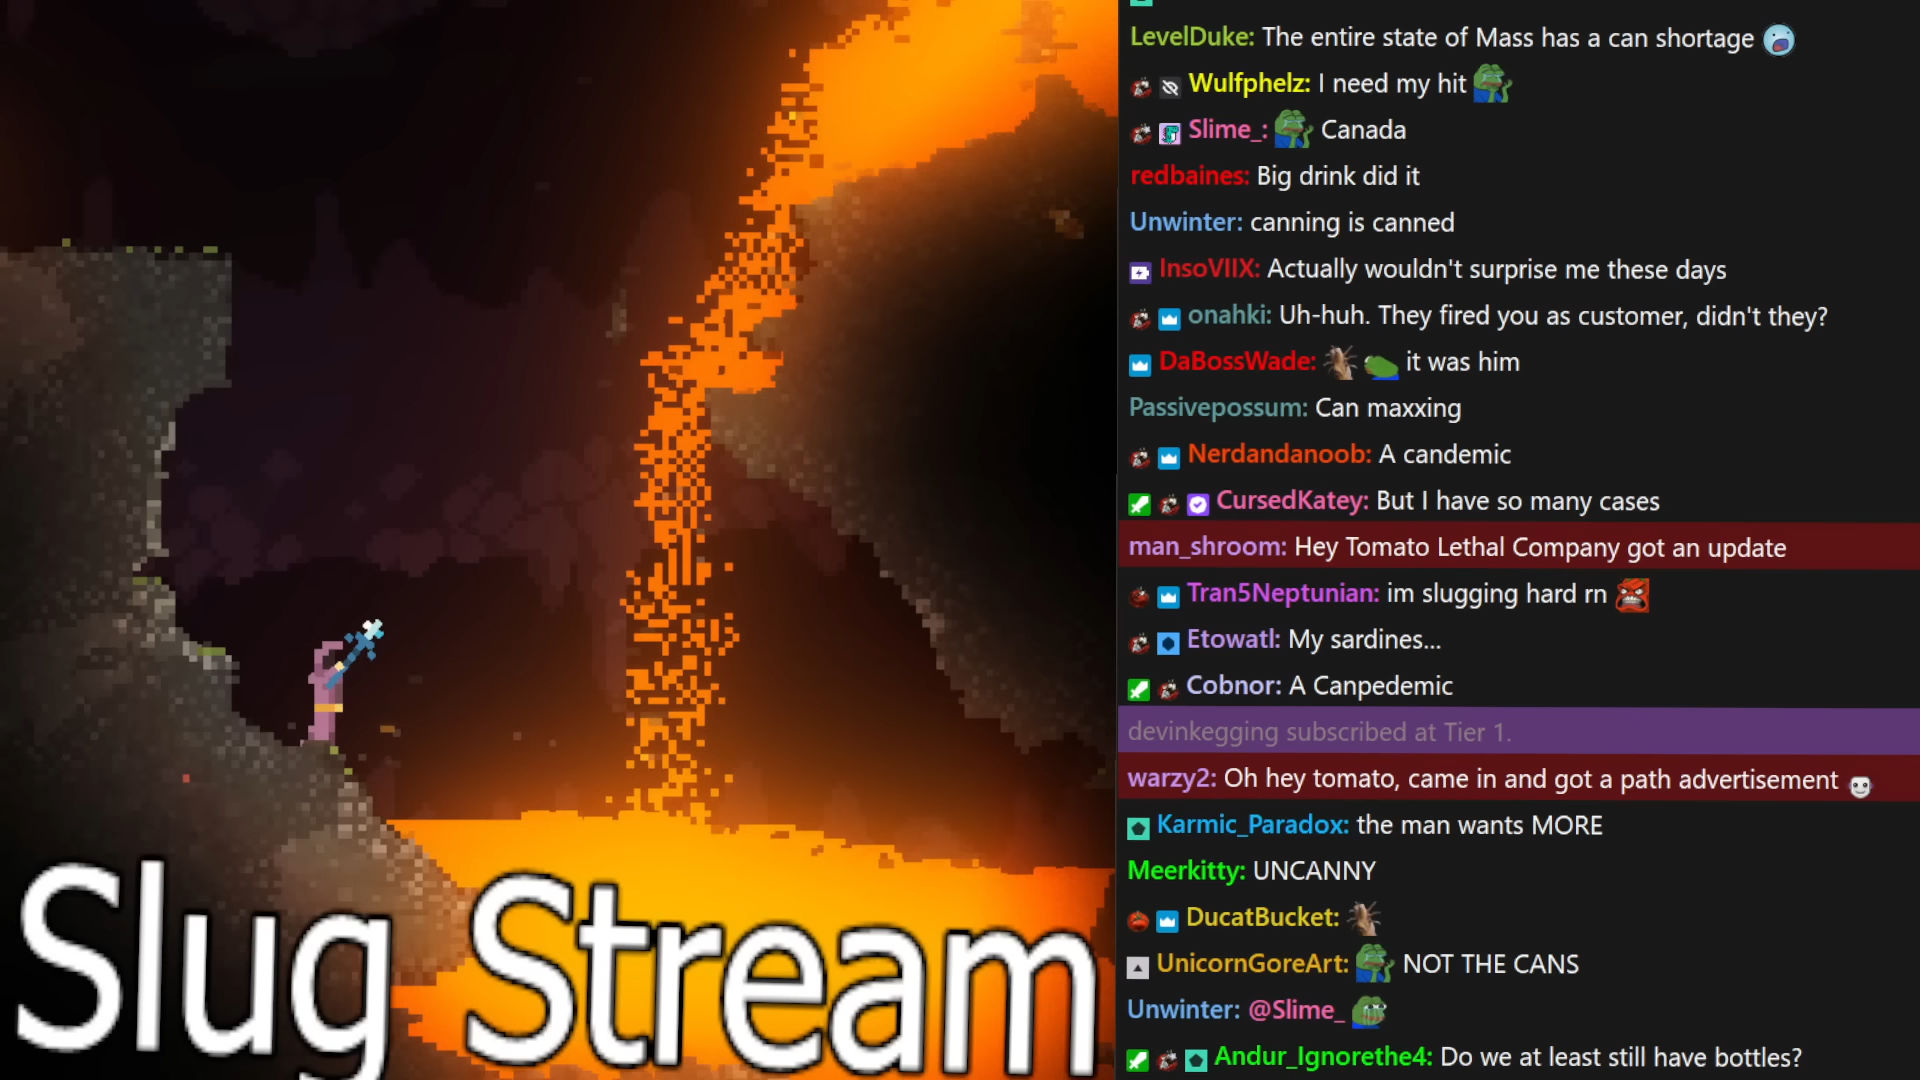 LevelDuke: The entire state of Mass has a can shortage
Wulfphelz: I need my hit
Slime_: Canada
redbaines: Big drink did it
Unwinter: canning is canned
InsoVIIX: Actually wouldn't surprise me these days
onahki: Uh-huh. They fired you as customer, didn't they?
DaBossWade: it was him
Passivepossum: Can maxxing
Nerdandanoob: A candemic
CursedKatey: But I have so many cases
man_shroom: Hey Tomato Lethal Company got an update
Tran5Neptunian: im slugging hard rn
Etowatl: My sardines...
Cobnor: A Canpedemic
devinkegging subscribed at Tier 1.
warzy2: Oh hey tomato, came in and got a path advertisement
Karmic_Paradox: the man wants MORE
Meerkitty: UNCANNY
DucatBucket:
UnicornGoreArt: NOT THE CANS
Unwinter: @Slime_
Andur_Ignorethe4: Do we at least still have bottles?
Slug Stream